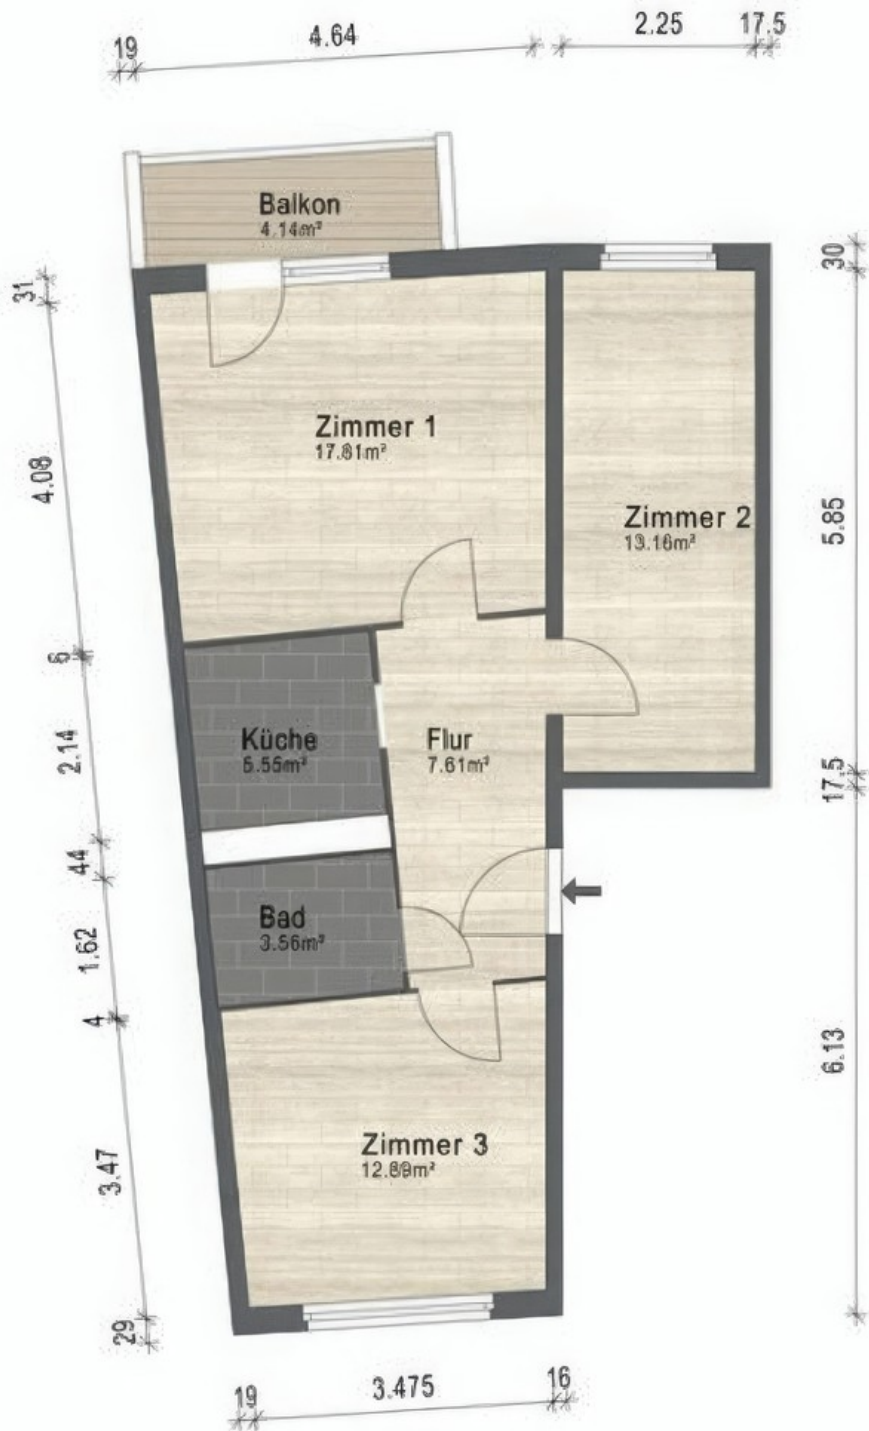 19
4.64
2.25
17.5
Balkon
4.14m²
30
31
Zimmer 1
17.81m²
4.08
Zimmer 2
13.16m²
5.85
6
Küche
5.55m²
Flur
7.61m²
2.14
17.5
44
Bad
3.56m²
1.62
4
6.13
Zimmer 3
12.89m²
3.47
29
19
3.475
16